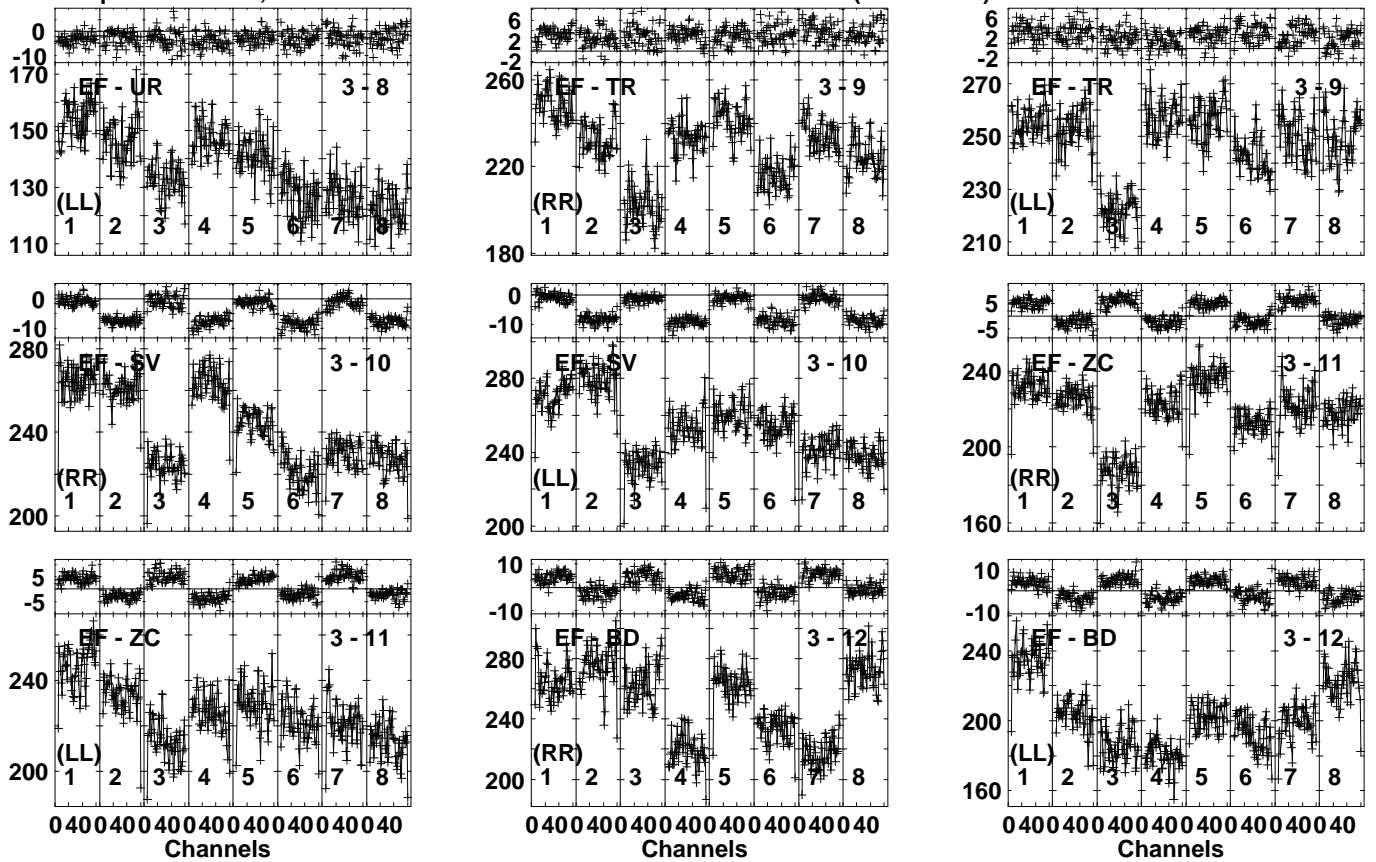 0
-10
170
150
130
110
EF - UR 3 - 8
(LL)
1 2 3 4 5 6 7 8
6
2
-2
260
220
180
EF - TR 3 - 9
(RR)
1 2 3 4 5 6 7 8
6
2
-2
270
250
230
210
EF - TR 3 - 9
(LL)
1 2 3 4 5 6 7 8
0
-10
280
240
200
EF - SV 3 - 10
(RR)
1 2 3 4 5 6 7 8
0
-10
280
240
200
EF - SV 3 - 10
(LL)
1 2 3 4 5 6 7 8
5
-5
240
200
160
EF - ZC 3 - 11
(RR)
1 2 3 4 5 6 7 8
5
-5
240
200
EF - ZC 3 - 11
(LL)
1 2 3 4 5 6 7 8
0 40 0 40 0 40 0 40 0 40 0 40 0 40 0 40
Channels
10
-10
280
240
200
EF - BD 3 - 12
(RR)
1 2 3 4 5 6 7 8
0 40 0 40 0 40 0 40 0 40 0 40 0 40 0 40
Channels
10
-10
240
200
160
EF - BD 3 - 12
(LL)
1 2 3 4 5 6 7 8
0 40 0 40 0 40 0 40 0 40 0 40 0 40 0 40
Channels